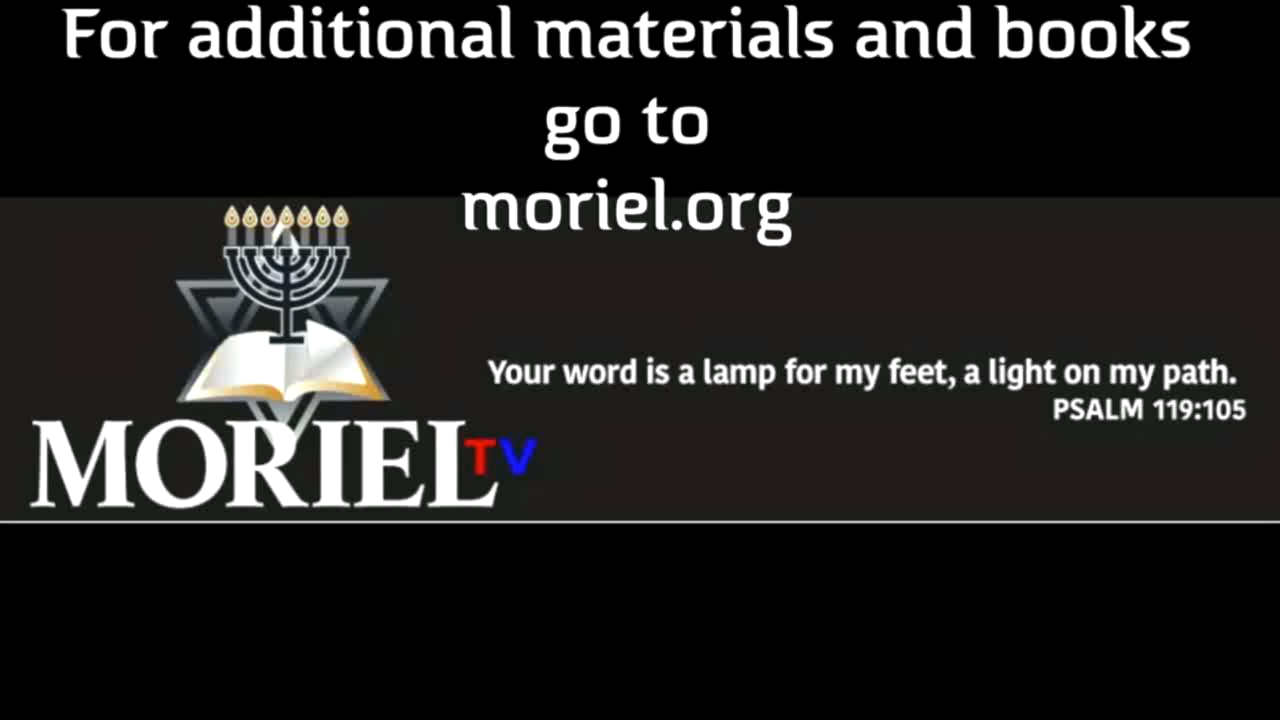 For additional materials and books
go to
moriel.org
Your word is a lamp for my feet, a light on my path.
PSALM 119:105
MORIEL TV